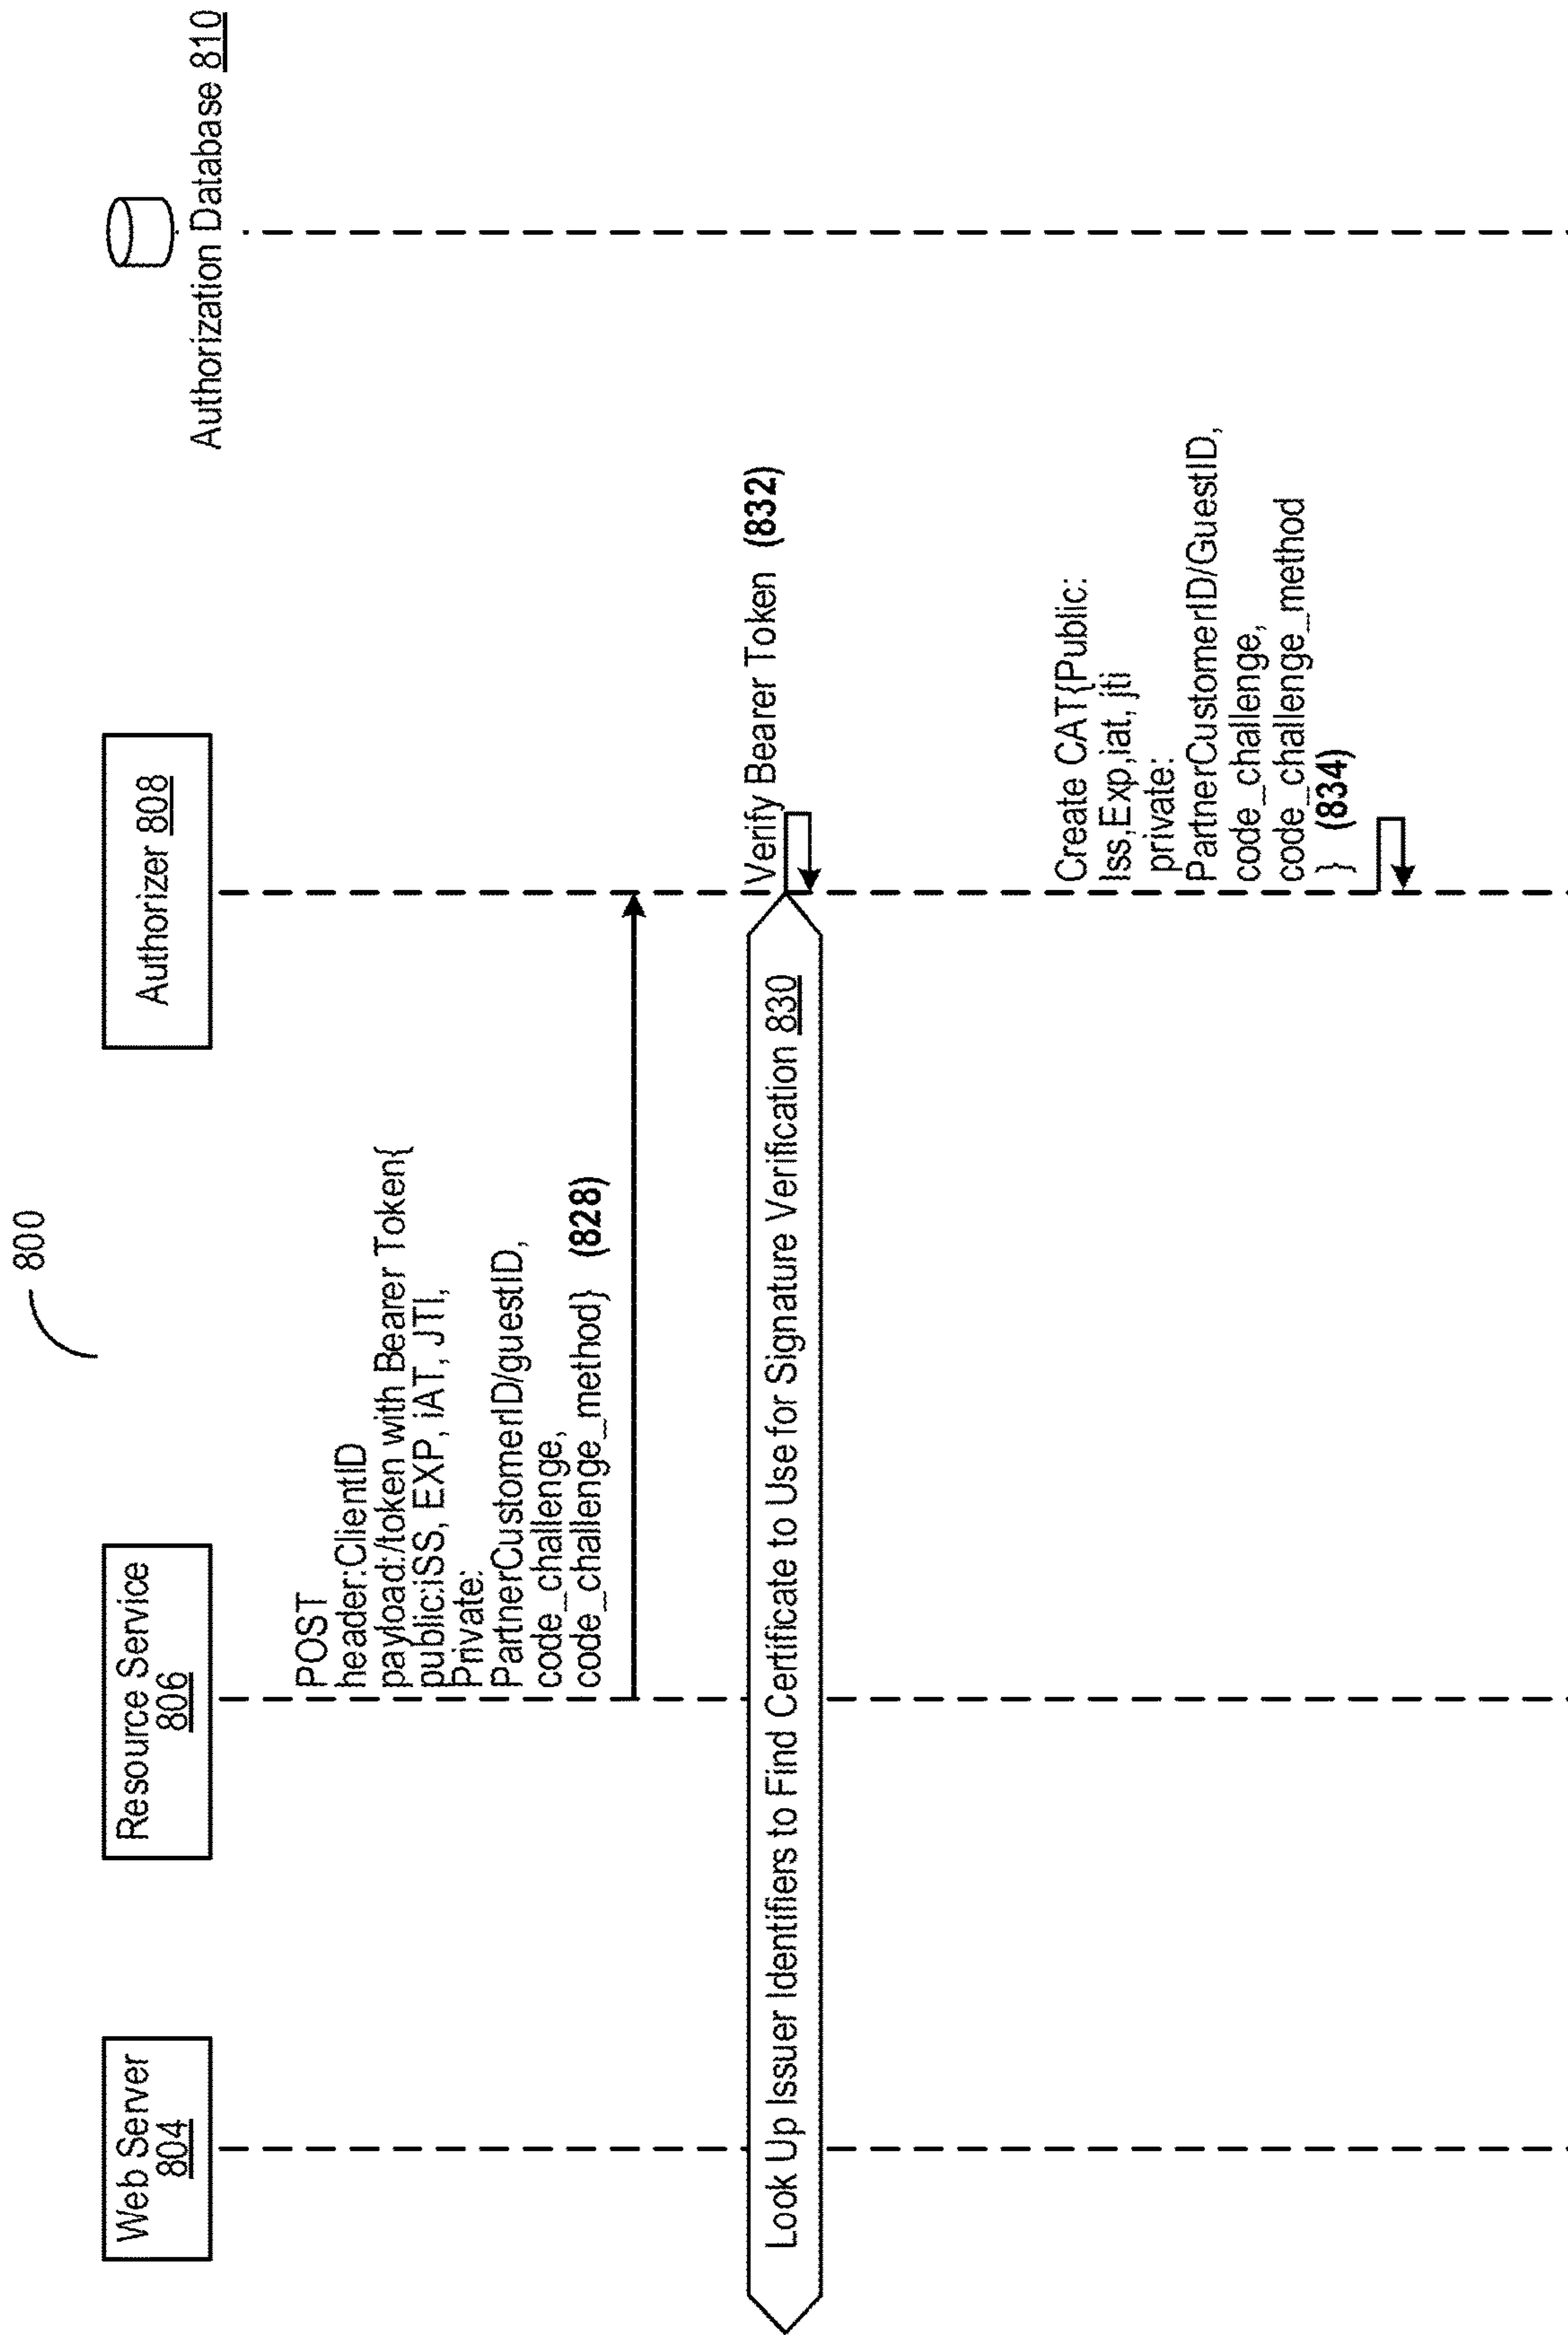 800
Web Server
804
Resource Service
806
Authorizer 808
Authorization Database 810
POST
header:ClientID
payload:/token with Bearer Token{
public:iSS, EXP, iAT, JTI,
Private:
PartnerCustomerID/guestID,
code_challenge,
code_challenge_method} (828)
Look Up Issuer Identifiers to Find Certificate to Use for Signature Verification 830
Verify Bearer Token (832)
Create CAT{Public:
Iss,Exp,iat, jti
private:
PartnerCustomerID/GuestID,
code_challenge,
code_challenge_method
} (834)